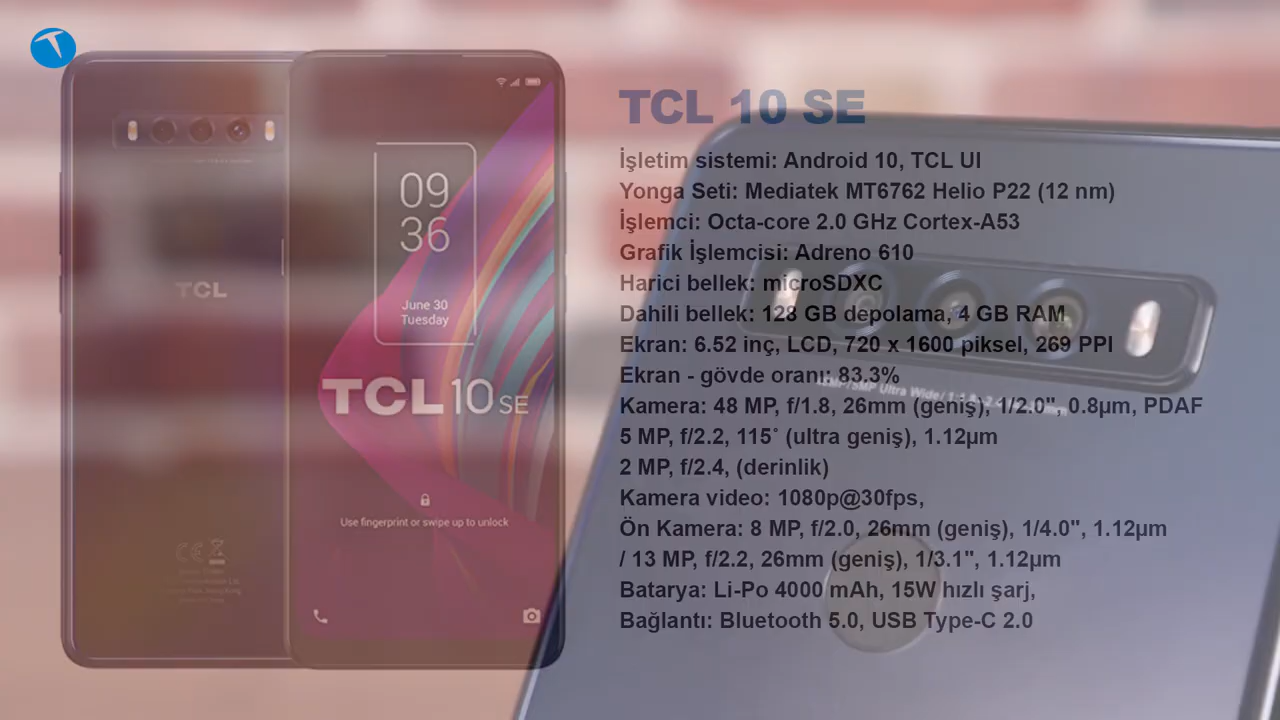 TCL 10 SE
İşletim sistemi: Android 10, TCL UI
Yonga Seti: Mediatek MT6762 Helio P22 (12 nm)
İşlemci: Octa-core 2.0 GHz Cortex-A53
Grafik İşlemcisi: Adreno 610
Harici bellek: microSDXC
Dahili bellek: 128 GB depolama, 4 GB RAM
Ekran: 6.52 inç, LCD, 720 x 1600 piksel, 269 PPI
Ekran - gövde oranı: 83.3%
Kamera: 48 MP, f/1.8, 26mm (geniş), 1/2.0", 0.8µm, PDAF
5 MP, f/2.2, 115˚ (ultra geniş), 1.12µm
2 MP, f/2.4, (derinlik)
Kamera video: 1080p@30fps,
Ön Kamera: 8 MP, f/2.0, 26mm (geniş), 1/4.0", 1.12µm
/ 13 MP, f/2.2, 26mm (geniş), 1/3.1", 1.12µm
Batarya: Li-Po 4000 mAh, 15W hızlı şarj,
Bağlantı: Bluetooth 5.0, USB Type-C 2.0
TCL
09
36
June 30
Tuesday
TCL 10 SE
Use fingerprint or swipe up to unlock
Ultra Wide